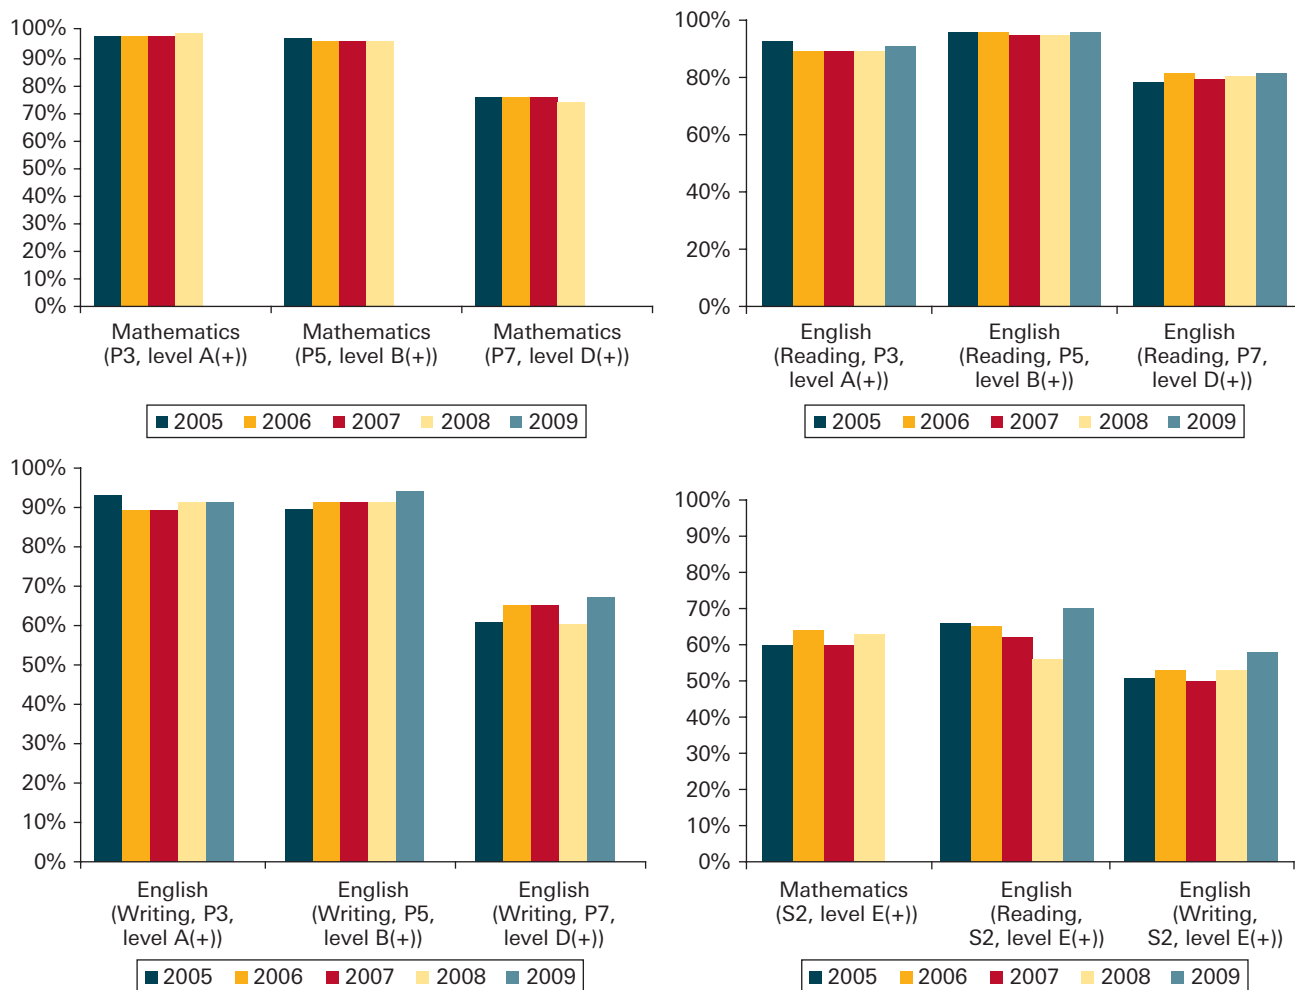 100%
90%
80%
70%
60%
50%
40%
30%
20%
10%
0%
Mathematics
(P3, level A(+))
Mathematics
(P5, level B(+))
Mathematics
(P7, level D(+))
2005 2006 2007 2008 2009
100%
80%
60%
40%
20%
0%
English
(Reading, P3,
level A(+))
English
(Reading, P5,
level B(+))
English
(Reading, P7,
level D(+))
2005 2006 2007 2008 2009
100%
90%
80%
70%
60%
50%
40%
30%
20%
10%
0%
English
(Writing, P3,
level A(+))
English
(Writing, P5,
level B(+))
English
(Writing, P7,
level D(+))
2005 2006 2007 2008 2009
100%
90%
80%
70%
60%
50%
40%
30%
20%
10%
0%
Mathematics
(S2, level E(+))
English
(Reading,
S2, level E(+))
English
(Writing,
S2, level E(+))
2005 2006 2007 2008 2009